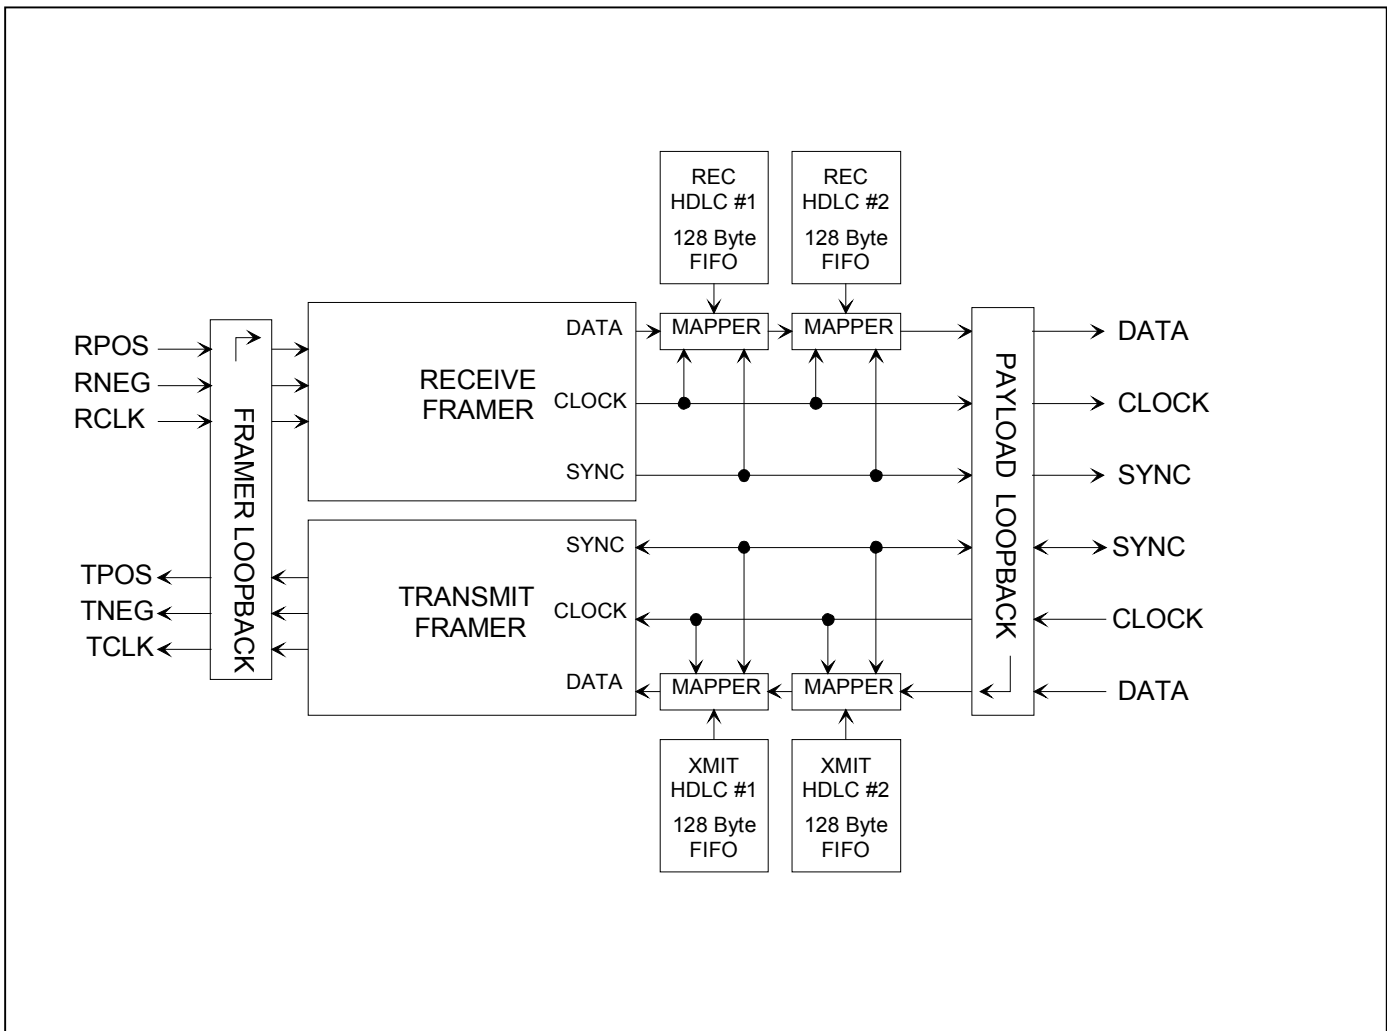 REC
HDLC #1
128 Byte
FIFO
REC
HDLC #2
128 Byte
FIFO
DATA
MAPPER
MAPPER
DATA
RPOS
RNEG
RCLK
FRAMER LOOPBACK
RECEIVE
FRAMER
CLOCK
SYNC
PAYLOAD LOOPBACK
CLOCK
SYNC
SYNC
SYNC
TPOS
TNEG
TCLK
TRANSMIT
FRAMER
CLOCK
CLOCK
DATA
MAPPER
MAPPER
DATA
XMIT
HDLC #1
128 Byte
FIFO
XMIT
HDLC #2
128 Byte
FIFO